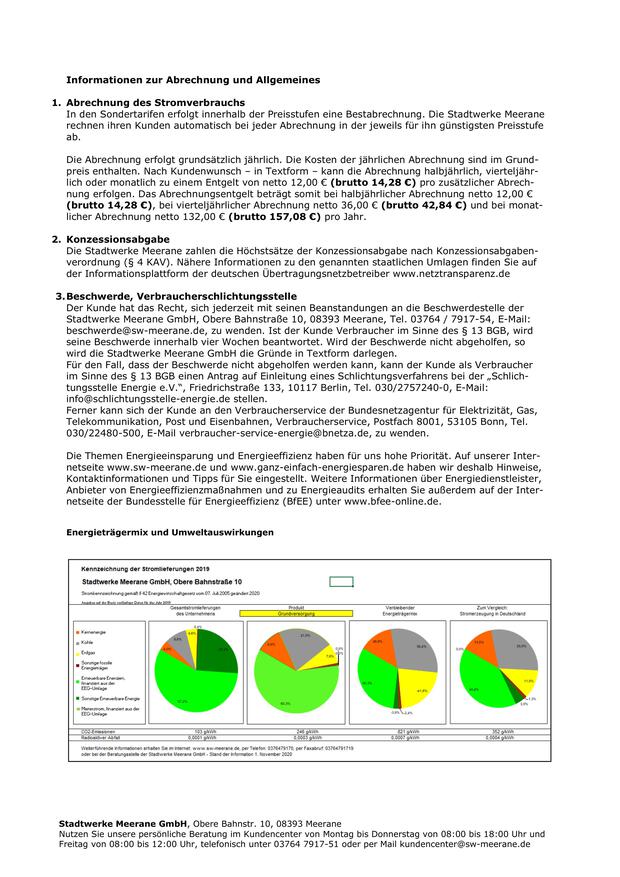 Informationen zur Abrechnung und Allgemeines
1. Abrechnung des Stromverbrauchs
In den Sondertarifen erfolgt innerhalb der Preisstufen eine Bestabrechnung. Die Stadtwerke Meerane
rechnen ihren Kunden automatisch bei jeder Abrechnung in der jeweils für ihn günstigsten Preisstufe
ab.
Die Abrechnung erfolgt grundsätzlich jährlich. Die Kosten der jährlichen Abrechnung sind im Grund-
preis enthalten. Nach Kundenwunsch – in Textform – kann die Abrechnung halbjährlich, vierteljähr-
lich oder monatlich zu einem Entgelt von netto 12,00 € (brutto 14,28 €) pro zusätzlicher Abrech-
nung erfolgen. Das Abrechnungsentgelt beträgt somit bei halbjährlicher Abrechnung netto 12,00 €
(brutto 14,28 €), bei vierteljährlicher Abrechnung netto 36,00 € (brutto 42,84 €) und bei monat-
licher Abrechnung netto 132,00 € (brutto 157,08 €) pro Jahr.
2. Konzessionsabgabe
Die Stadtwerke Meerane zahlen die Höchstsätze der Konzessionsabgabe nach Konzessionsabgaben-
verordnung (§ 4 KAV). Nähere Informationen zu den genannten staatlichen Umlagen finden Sie auf
der Informationsplattform der deutschen Übertragungsnetzbetreiber www.netztransparenz.de
3. Beschwerde, Verbraucherschlichtungsstelle
Der Kunde hat das Recht, sich jederzeit mit seinen Beanstandungen an die Beschwerdestelle der
Stadtwerke Meerane GmbH, Obere Bahnstraße 10, 08393 Meerane, Tel. 03764 / 7917-54, E-Mail:
beschwerde@sw-meerane.de, zu wenden. Ist der Kunde Verbraucher im Sinne des § 13 BGB, wird
seine Beschwerde innerhalb vier Wochen beantwortet. Wird der Beschwerde nicht abgeholfen, so
wird die Stadtwerke Meerane GmbH die Gründe in Textform darlegen.
Für den Fall, dass der Beschwerde nicht abgeholfen werden kann, kann der Kunde als Verbraucher
im Sinne des § 13 BGB einen Antrag auf Einleitung eines Schlichtungsverfahrens bei der „Schlich-
tungsstelle Energie e.V.“, Friedrichstraße 133, 10117 Berlin, Tel. 030/2757240-0, E-Mail:
info@schlichtungsstelle-energie.de stellen.
Ferner kann sich der Kunde an den Verbraucherservice der Bundesnetzagentur für Elektrizität, Gas,
Telekommunikation, Post und Eisenbahnen, Verbraucherservice, Postfach 8001, 53105 Bonn, Tel.
030/22480-500, E-Mail verbraucher-service-energie@bnetza.de, zu wenden.
Die Themen Energieeinsparung und Energieeffizienz haben für uns hohe Priorität. Auf unserer Inter-
netseite www.sw-meerane.de und www.ganz-einfach-energiesparen.de haben wir deshalb Hinweise,
Kontaktinformationen und Tipps für Sie eingestellt. Weitere Informationen über Energiedienstleister,
Anbieter von Energieeffizienzmaßnahmen und zu Energieaudits erhalten Sie außerdem auf der Inter-
netseite der Bundesstelle für Energieeffizienz (BfEE) unter www.bfee-online.de.
Energieträgermix und Umweltauswirkungen
Kennzeichnung der Stromlieferungen 2019
Stadtwerke Meerane GmbH, Obere Bahnstraße 10
Stromkennzeichnung gemäß § 42 Energiewirtschaftsgesetz vom 07. Juli 2005 geändert 2020
Gesamtstromlieferungen
des Unternehmens
Produkt
Grundversorgung
Verbleibender
Energieträgermix
Zum Vergleich:
Stromerzeugung in Deutschland
Kernenergie
Kohle
Erdgas
Sonstige fossile
Energieträger
Erneuerbare Energien,
finanziert aus der
EEG-Umlage
Sonstige Erneuerbare Energie
Mieterstrom, finanziert aus der
EEG-Umlage
CO2-Emissionen 103 g/kWh 246 g/kWh 821 g/kWh 352 g/kWh
Radioaktiver Abfall 0,0001 g/kWh 0,0003 g/kWh 0,0007 g/kWh 0,0004 g/kWh
Weiterführende Informationen erhalten Sie im Internet: www.sw-meerane.de, per Telefon: 0376479170, per Faxabruf: 03764791719
oder bei der Beratungsstelle der Stadtwerke Meerane GmbH - Stand der Information 1. November 2020
Stadtwerke Meerane GmbH, Obere Bahnstr. 10, 08393 Meerane
Nutzen Sie unsere persönliche Beratung im Kundencenter von Montag bis Donnerstag von 08:00 bis 18:00 Uhr und
Freitag von 08:00 bis 12:00 Uhr, telefonisch unter 03764 7917-51 oder per Mail kundencenter@sw-meerane.de